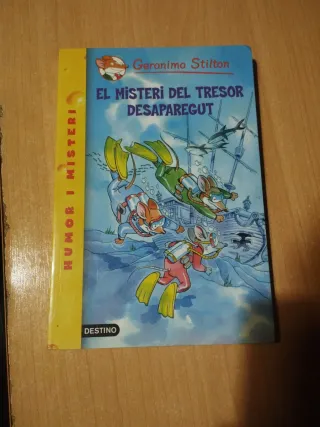 Geronimo Stilton
EL MISTERI DEL TRESOR
DESAPAREGUT
HUMOR I MISTERI
DESTINO